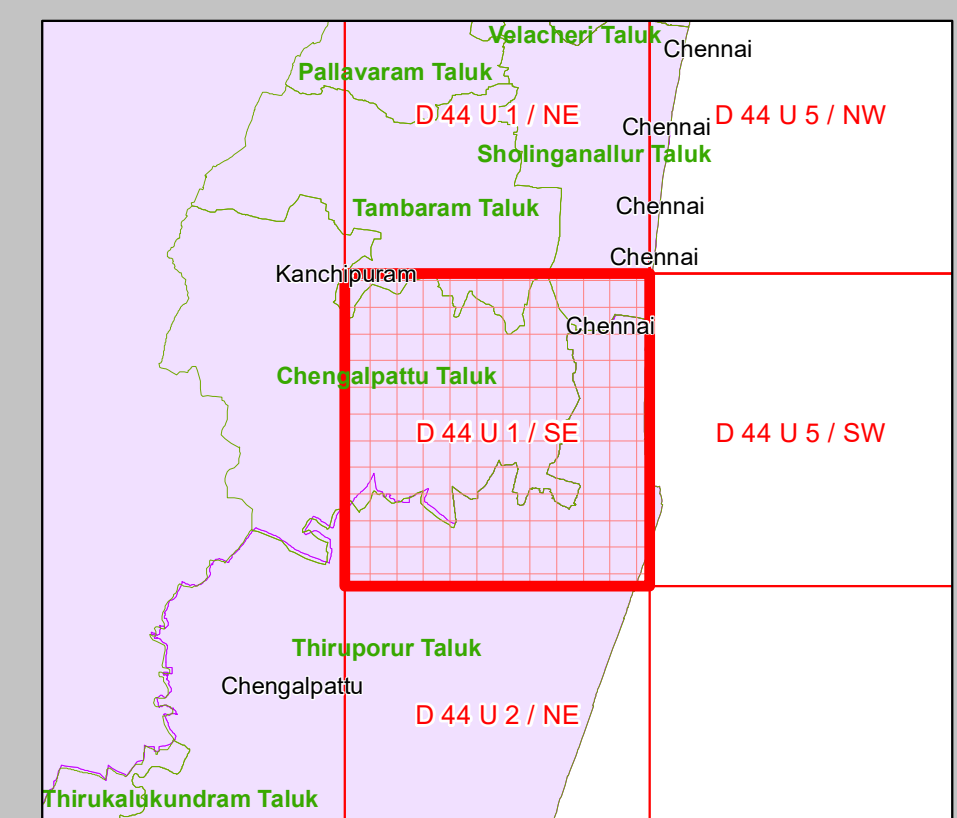 Velacheri Taluk
Chennai
Pallavaram Taluk
D 44 U 1 / NE
D 44 U 5 / NW
Chennai
Sholinganallur Taluk
Tambaram Taluk
Chennai
Chennai
Kanchipuram
Chennai
Chengalpattu Taluk
D 44 U 1 / SE
D 44 U 5 / SW
Thiruporur Taluk
Chengalpattu
D 44 U 2 / NE
Thirukalukundram Taluk